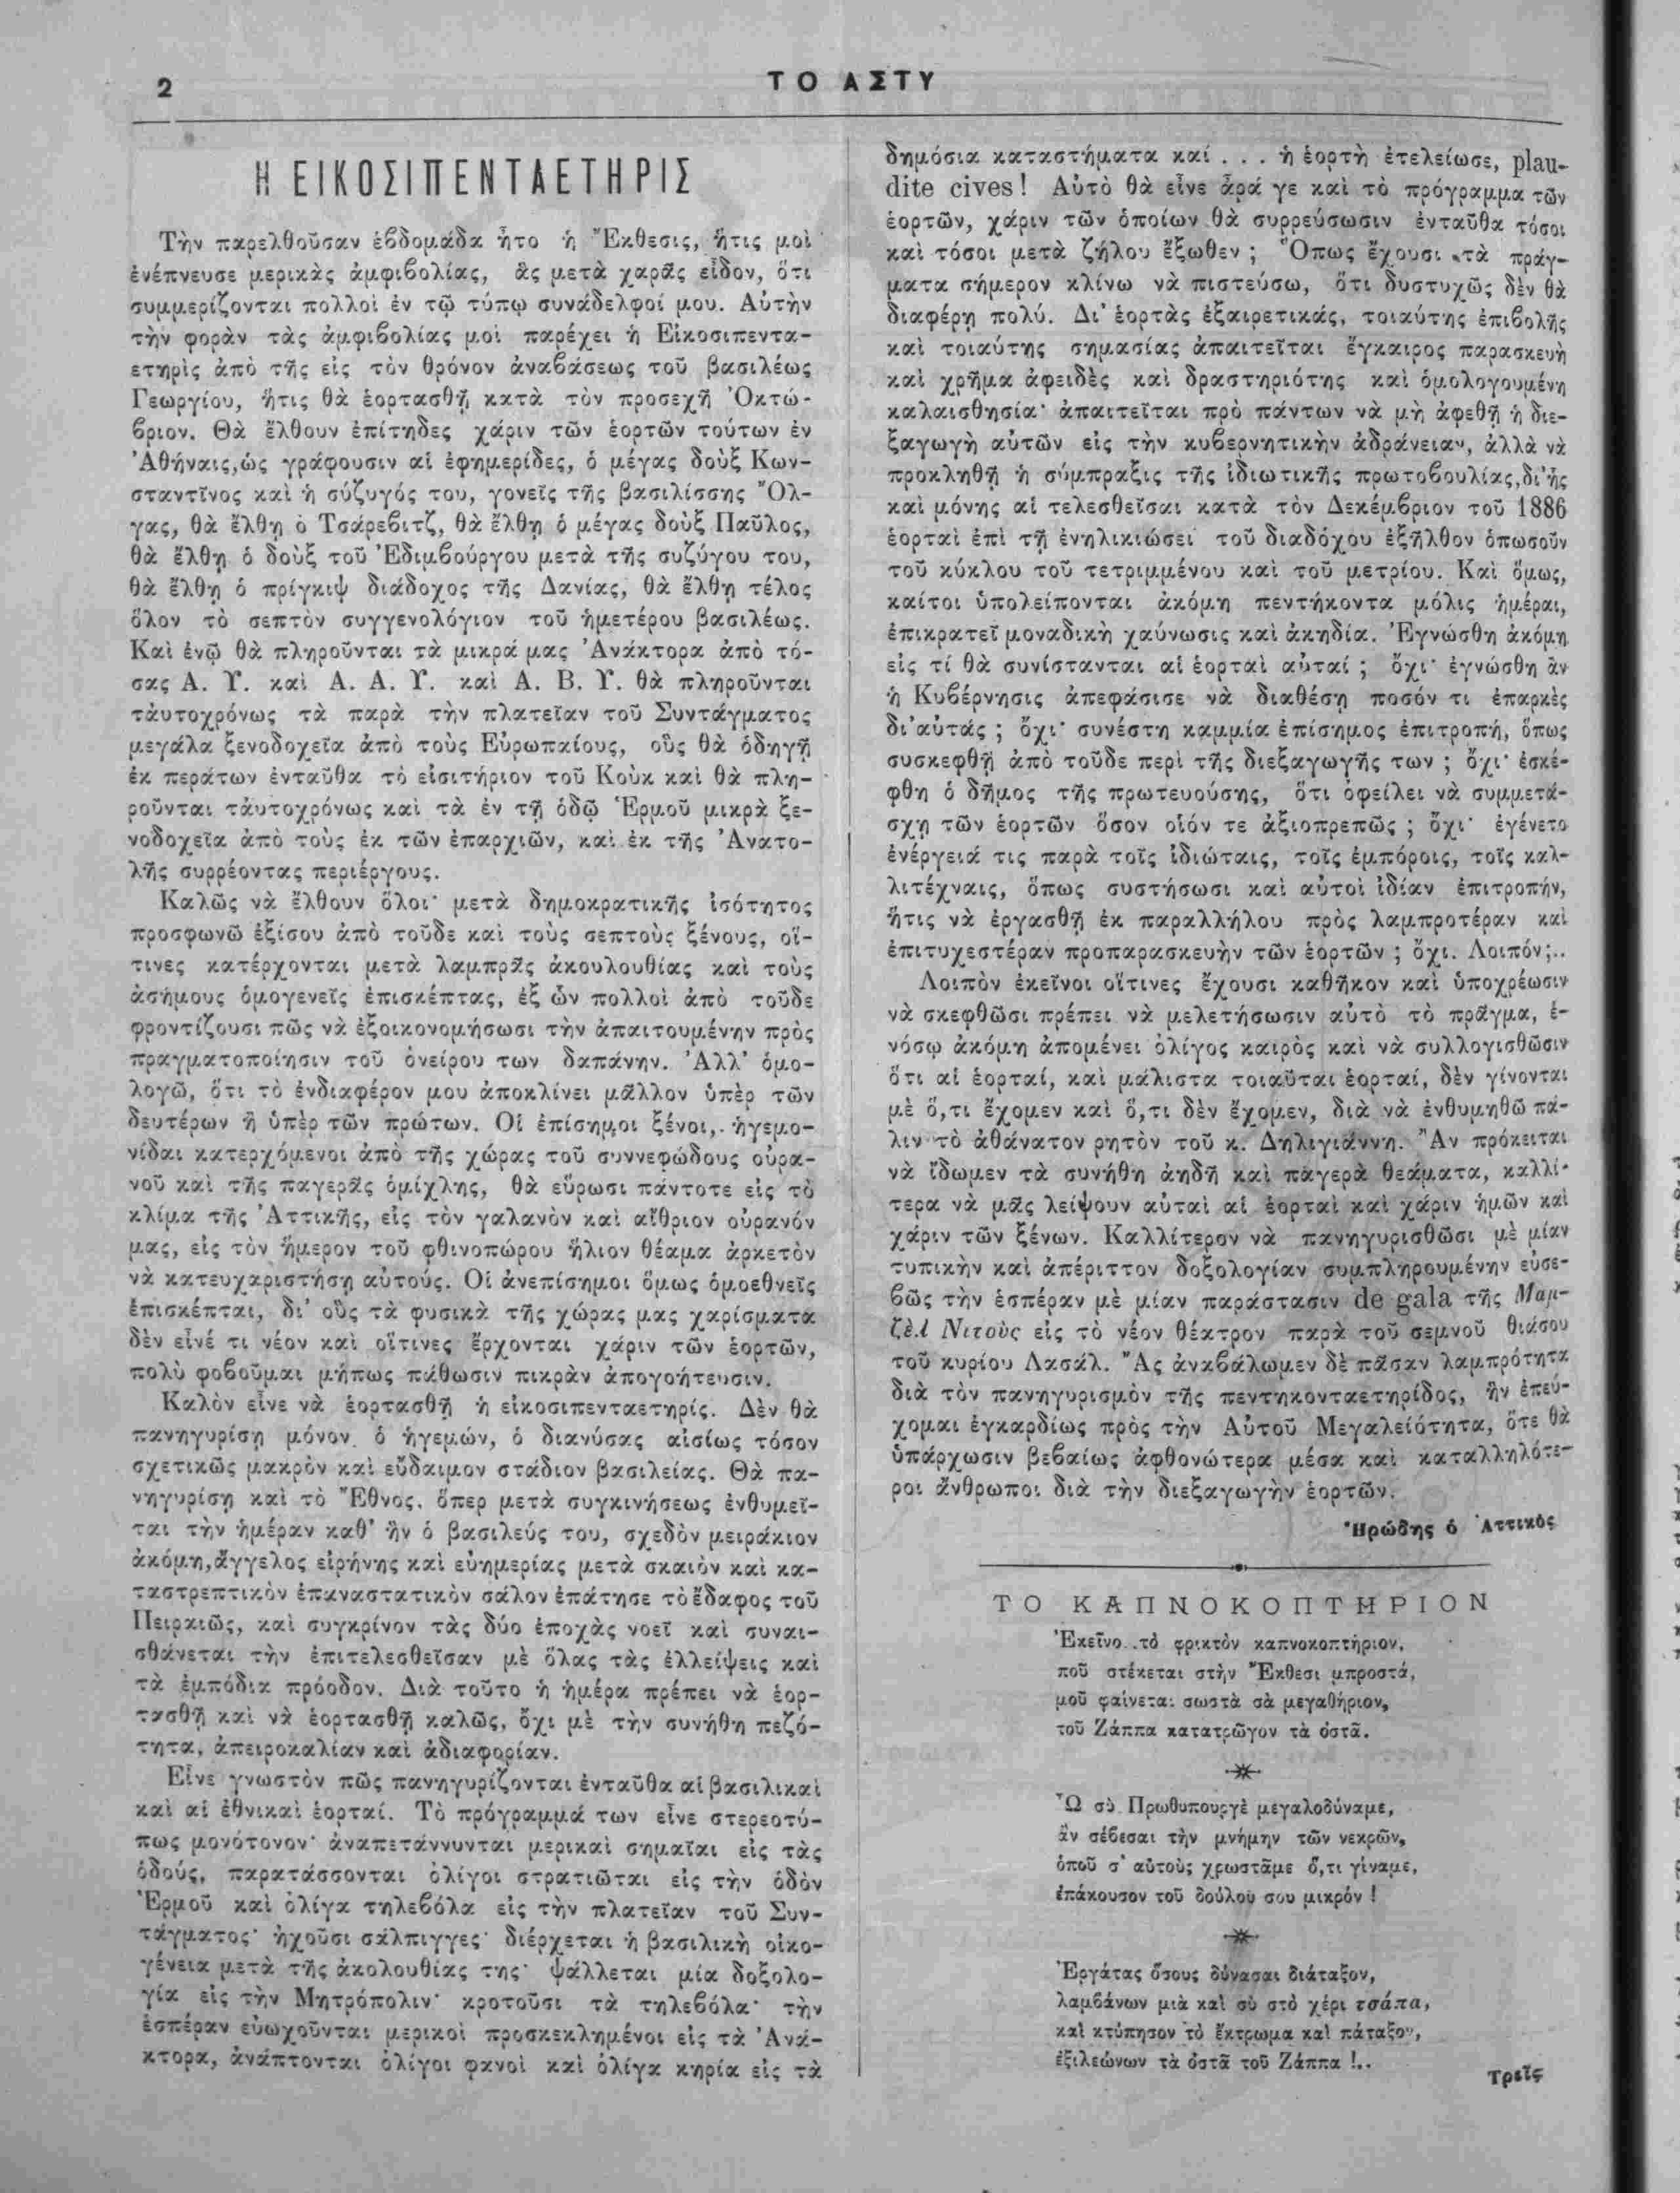 2
ΤΟ ΑΣΤΥ
Η ΕΙΚΟΣΙΠΕΝΤΑΕΤΗΡΙΣ
Τὴν παρελθοῦσαν ἑβδομάδα ἦτο ἡ Ἔκθεσις, ἥτις μοὶ
ἐνέπνευσε μερικὰς ἀμφιβολίας, ἃς μετὰ χαρᾶς εἶδον, ὅτι
συμμερίζονται πολλοὶ ἐν τῷ τύπῳ συνάδελφοί μου. Αὐτὴν
τὴν φορὰν τὰς ἀμφιβολίας μοὶ παρέχει ἡ Εἰκοσιπεντα-
ετηρὶς ἀπὸ τῆς εἰς τὸν θρόνον ἀναβάσεως τοῦ βασιλέως
Γεωργίου, ἥτις θὰ ἑορτασθῇ κατὰ τὸν προσεχῆ Ὀκτώ-
βριον. Θὰ ἔλθουν ἐπίτηδες χάριν τῶν ἑορτῶν τούτων ἐν
Ἀθήναις, ὡς γράφουσιν αἱ ἐφημερίδες, ὁ μέγας δοὺξ Κων-
σταντῖνος καὶ ἡ σύζυγός του, γονεῖς τῆς βασιλίσσης Ὄλ-
γας, θὰ ἔλθῃ ὁ Τσάρεβιτζ, θὰ ἔλθῃ ὁ μέγας δοὺξ Παῦλος,
θὰ ἔλθῃ ὁ δοὺξ τοῦ Ἐδιμβούργου μετὰ τῆς συζύγου του,
θὰ ἔλθῃ ὁ πρίγκιψ διάδοχος τῆς Δανίας, θὰ ἔλθῃ τέλος
ὅλον τὸ σεπτὸν συγγενολόγιον τοῦ ἡμετέρου βασιλέως.
Καὶ ἐνῷ θὰ πληροῦνται τὰ μικρά μας Ἀνάκτορα ἀπὸ τό-
σας Α. Υ. καὶ Α. Α. Υ. καὶ Α. Β. Υ. θὰ πληροῦνται
ταὐτοχρόνως τὰ παρὰ τὴν πλατεῖαν τοῦ Συντάγματος
μεγάλα ξενοδοχεῖα ἀπὸ τοὺς Εὐρωπαίους, οὓς θὰ ὁδηγῇ
ἐκ περάτων ἐνταῦθα τὸ εἰσιτήριον τοῦ Κοὺκ καὶ θὰ πλη-
ροῦνται ταὐτοχρόνως καὶ τὰ ἐν τῇ ὁδῷ Ἑρμοῦ μικρὰ ξε-
νοδοχεῖα ἀπὸ τοὺς ἐκ τῶν ἐπαρχιῶν, καὶ ἐκ τῆς Ἀνατο-
λῆς συρρέοντας περιέργους.
Καλῶς νὰ ἔλθουν ὅλοι· μετὰ δημοκρατικῆς ἰσότητος
προσφωνῶ ἐξίσου ἀπὸ τοῦδε καὶ τοὺς σεπτοὺς ξένους, οἵ-
τινες κατέρχονται μετὰ λαμπρᾶς ἀκουλουθίας καὶ τοὺς
ἀσήμους ὁμογενεῖς ἐπισκέπτας, ἐξ ὧν πολλοὶ ἀπὸ τοῦδε
φροντίζουσι πῶς νὰ ἐξοικονομήσωσι τὴν ἀπαιτουμένην πρὸς
πραγματοποίησιν τοῦ ὀνείρου των δαπάνην. Ἀλλ' ὁμο-
λογῶ, ὅτι τὸ ἐνδιαφέρον μου ἀποκλίνει μᾶλλον ὑπὲρ τῶν
δευτέρων ἢ ὑπὲρ τῶν πρώτων. Οἱ ἐπίσημοι ξένοι, ἡγεμο-
νίδαι κατερχόμενοι ἀπὸ τῆς χώρας τοῦ συννεφώδους οὐρα-
νοῦ καὶ τῆς παγερᾶς ὁμίχλης, θὰ εὕρωσι πάντοτε εἰς τὸ
κλίμα τῆς Ἀττικῆς, εἰς τὸν γαλανὸν καὶ αἴθριον οὐρανόν
μας, εἰς τὸν ἥμερον τοῦ φθινοπώρου ἥλιον θέαμα ἀρκετὸν
νὰ κατευχαριστήσῃ αὐτούς. Οἱ ἀνεπίσημοι ὅμως ὁμοεθνεῖς
ἐπισκέπται, δι' οὓς τὰ φυσικὰ τῆς χώρας μας χαρίσματα
δὲν εἶνέ τι νέον καὶ οἵτινες ἔρχονται χάριν τῶν ἑορτῶν,
πολὺ φοβοῦμαι μήπως πάθωσιν πικρὰν ἀπογοήτευσιν.
Καλὸν εἶνε νὰ ἑορτασθῇ ἡ εἰκοσιπενταετηρίς. Δὲν θὰ
πανηγυρίσῃ μόνον ὁ ἡγεμών, ὁ διανύσας αἰσίως τόσον
σχετικῶς μακρὸν καὶ εὔδαιμον στάδιον βασιλείας. Θὰ πα-
νηγυρίσῃ καὶ τὸ Ἔθνος, ὅπερ μετὰ συγκινήσεως ἐνθυμεῖ-
ται τὴν ἡμέραν καθ' ἣν ὁ βασιλεύς του, σχεδὸν μειράκιον
ἀκόμη, ἄγγελος εἰρήνης καὶ εὐημερίας μετὰ σκαιὸν καὶ κα-
ταστρεπτικὸν ἐπαναστατικὸν σάλον ἐπάτησε τὸ ἔδαφος τοῦ
Πειραιῶς, καὶ συγκρίνον τὰς δύο ἐποχὰς νοεῖ καὶ συναι-
σθάνεται τὴν ἐπιτελεσθεῖσαν μὲ ὅλας τὰς ἐλλείψεις καὶ
τὰ ἐμπόδια πρόοδον. Διὰ τοῦτο ἡ ἡμέρα πρέπει νὰ ἑορ-
τασθῇ καὶ νὰ ἑορτασθῇ καλῶς, ὄχι μὲ τὴν συνήθη πεζό-
τητα, ἀπειροκαλίαν καὶ ἀδιαφορίαν.
Εἶνε γνωστὸν πῶς πανηγυρίζονται ἐνταῦθα αἱ βασιλικαὶ
καὶ αἱ ἐθνικαὶ ἑορταί. Τὸ πρόγραμμά των εἶνε στερεοτύ-
πως μονότονον· ἀναπετάννυνται μερικαὶ σημαῖαι εἰς τὰς
ὁδούς, παρατάσσονται ὀλίγοι στρατιῶται εἰς τὴν ὁδὸν
Ἑρμοῦ καὶ ὀλίγα τηλεβόλα εἰς τὴν πλατεῖαν τοῦ Συν-
τάγματος· ἠχοῦσι σάλπιγγες· διέρχεται ἡ βασιλικὴ οἰκο-
γένεια μετὰ τῆς ἀκολουθίας της· ψάλλεται μία δοξολο-
γία εἰς τὴν Μητρόπολιν· κροτοῦσι τὰ τηλεβόλα· τὴν
ἑσπέραν εὐωχοῦνται μερικοὶ προσκεκλημένοι εἰς τὰ Ἀνά-
κτορα, ἀνάπτονται ὀλίγοι φανοὶ καὶ ὀλίγα κηρία εἰς τὰ
δημόσια καταστήματα καὶ . . . ἡ ἑορτὴ ἐτελείωσε, plau-
dite cives! Αὐτὸ θὰ εἶνε ἆρά γε καὶ τὸ πρόγραμμα τῶν
ἑορτῶν, χάριν τῶν ὁποίων θὰ συρρεύσωσιν ἐνταῦθα τόσοι
καὶ τόσοι μετὰ ζήλου ἔξωθεν ; Ὅπως ἔχουσι τὰ πράγ-
ματα σήμερον κλίνω νὰ πιστεύσω, ὅτι δυστυχῶς δὲν θὰ
διαφέρῃ πολύ. Δι' ἑορτὰς ἐξαιρετικάς, τοιαύτης ἐπιβολῆς
καὶ τοιαύτης σημασίας ἀπαιτεῖται ἔγκαιρος παρασκευὴ
καὶ χρῆμα ἀφειδὲς καὶ δραστηριότης καὶ ὁμολογουμένη
καλαισθησία· ἀπαιτεῖται πρὸ πάντων νὰ μὴ ἀφεθῇ ἡ διε-
ξαγωγὴ αὐτῶν εἰς τὴν κυβερνητικὴν ἀδράνειαν, ἀλλὰ νὰ
προκληθῇ ἡ σύμπραξις τῆς ἰδιωτικῆς πρωτοβουλίας, δι' ἧς
καὶ μόνης αἱ τελεσθεῖσαι κατὰ τὸν Δεκέμβριον τοῦ 1886
ἑορταὶ ἐπὶ τῇ ἐνηλικιώσει τοῦ διαδόχου ἐξῆλθον ὁπωσοῦν
τοῦ κύκλου τοῦ τετριμμένου καὶ τοῦ μετρίου. Καὶ ὅμως,
καίτοι ὑπολείπονται ἀκόμη πεντήκοντα μόλις ἡμέραι,
ἐπικρατεῖ μοναδικὴ χαύνωσις καὶ ἀκηδία. Ἐγνώσθη ἀκόμη
εἰς τί θὰ συνίστανται αἱ ἑορταὶ αὐταί ; ὄχι· ἐγνώσθη ἂν
ἡ Κυβέρνησις ἀπεφάσισε νὰ διαθέσῃ ποσόν τι ἐπαρκὲς
δι' αὐτάς ; ὄχι· συνέστη καμμία ἐπίσημος ἐπιτροπή, ὅπως
συσκεφθῇ ἀπὸ τοῦδε περὶ τῆς διεξαγωγῆς των ; ὄχι· ἐσκέ-
φθη ὁ δῆμος τῆς πρωτευούσης, ὅτι ὀφείλει νὰ συμμετά-
σχῃ τῶν ἑορτῶν ὅσον οἷόν τε ἀξιοπρεπῶς ; ὄχι· ἐγένετο
ἐνέργειά τις παρὰ τοῖς ἰδιώταις, τοῖς ἐμπόροις, τοῖς καλ-
λιτέχναις, ὅπως συστήσωσι καὶ αὐτοὶ ἰδίαν ἐπιτροπήν,
ἥτις νὰ ἐργασθῇ ἐκ παραλλήλου πρὸς λαμπροτέραν καὶ
ἐπιτυχεστέραν προπαρασκευὴν τῶν ἑορτῶν ; ὄχι. Λοιπόν;..
Λοιπὸν ἐκεῖνοι οἵτινες ἔχουσι καθῆκον καὶ ὑποχρέωσιν
νὰ σκεφθῶσι πρέπει νὰ μελετήσωσιν αὐτὸ τὸ πρᾶγμα, ἐ-
νόσῳ ἀκόμη ἀπομένει ὀλίγος καιρὸς καὶ νὰ συλλογισθῶσιν
ὅτι αἱ ἑορταί, καὶ μάλιστα τοιαῦται ἑορταί, δὲν γίνονται
μὲ ὅ,τι ἔχομεν καὶ ὅ,τι δὲν ἔχομεν, διὰ νὰ ἐνθυμηθῶ πά-
λιν τὸ ἀθάνατον ρητὸν τοῦ κ. Δηλιγιάννη. Ἂν πρόκειται
νὰ ἴδωμεν τὰ συνήθη ἀηδῆ καὶ παγερὰ θεάματα, καλλί-
τερα νὰ μᾶς λείψουν αὐταὶ αἱ ἑορταὶ καὶ χάριν ἡμῶν καὶ
χάριν τῶν ξένων. Καλλίτερον νὰ πανηγυρισθῶσι μὲ μίαν
τυπικὴν καὶ ἀπέριττον δοξολογίαν συμπληρουμένην εὐσε-
βῶς τὴν ἑσπέραν μὲ μίαν παράστασιν de gala τῆς Μαμ-
ζὲλ Νιτοὺς εἰς τὸ νέον θέατρον παρὰ τοῦ σεμνοῦ θιάσου
τοῦ κυρίου Λασάλ. Ἂς ἀναβάλωμεν δὲ πᾶσαν λαμπρότητα
διὰ τὸν πανηγυρισμὸν τῆς πεντηκονταετηρίδος, ἣν ἐπεύ-
χομαι ἐγκαρδίως πρὸς τὴν Αὐτοῦ Μεγαλειότητα, ὅτε θὰ
ὑπάρχωσιν βεβαίως ἀφθονώτερα μέσα καὶ καταλληλότε-
ροι ἄνθρωποι διὰ τὴν διεξαγωγὴν ἑορτῶν.
Ἡρώδης ὁ Ἀττικός
ΤΟ ΚΑΠΝΟΚΟΠΤΗΡΙΟΝ
Ἐκεῖνο..τὸ φρικτὸν καπνοκοπτήριον,
ποῦ στέκεται στὴν Ἔκθεσι μπροστά,
μοῦ φαίνεται σωστὰ σὰ μεγαθήριον,
τοῦ Ζάππα κατατρῶγον τὰ ὀστᾶ.
Ὦ σὺ Πρωθυπουργὲ μεγαλοδύναμε,
ἂν σέβεσαι τὴν μνήμην τῶν νεκρῶν,
ὁποῦ σ' αὐτοὺς χρωστᾶμε ὅ,τι γίναμε,
ἐπάκουσον τοῦ δούλου σου μικρόν !
Ἐργάτας ὅσους δύνασαι διάταξον,
λαμβάνων μιὰ καὶ σὺ στὸ χέρι τσάπα,
καὶ κτύπησον τὸ ἔκτρωμα καὶ πάταξον,
ἐξιλεώνων τὰ ὀστᾶ τοῦ Ζάππα !..
Τρεῖς